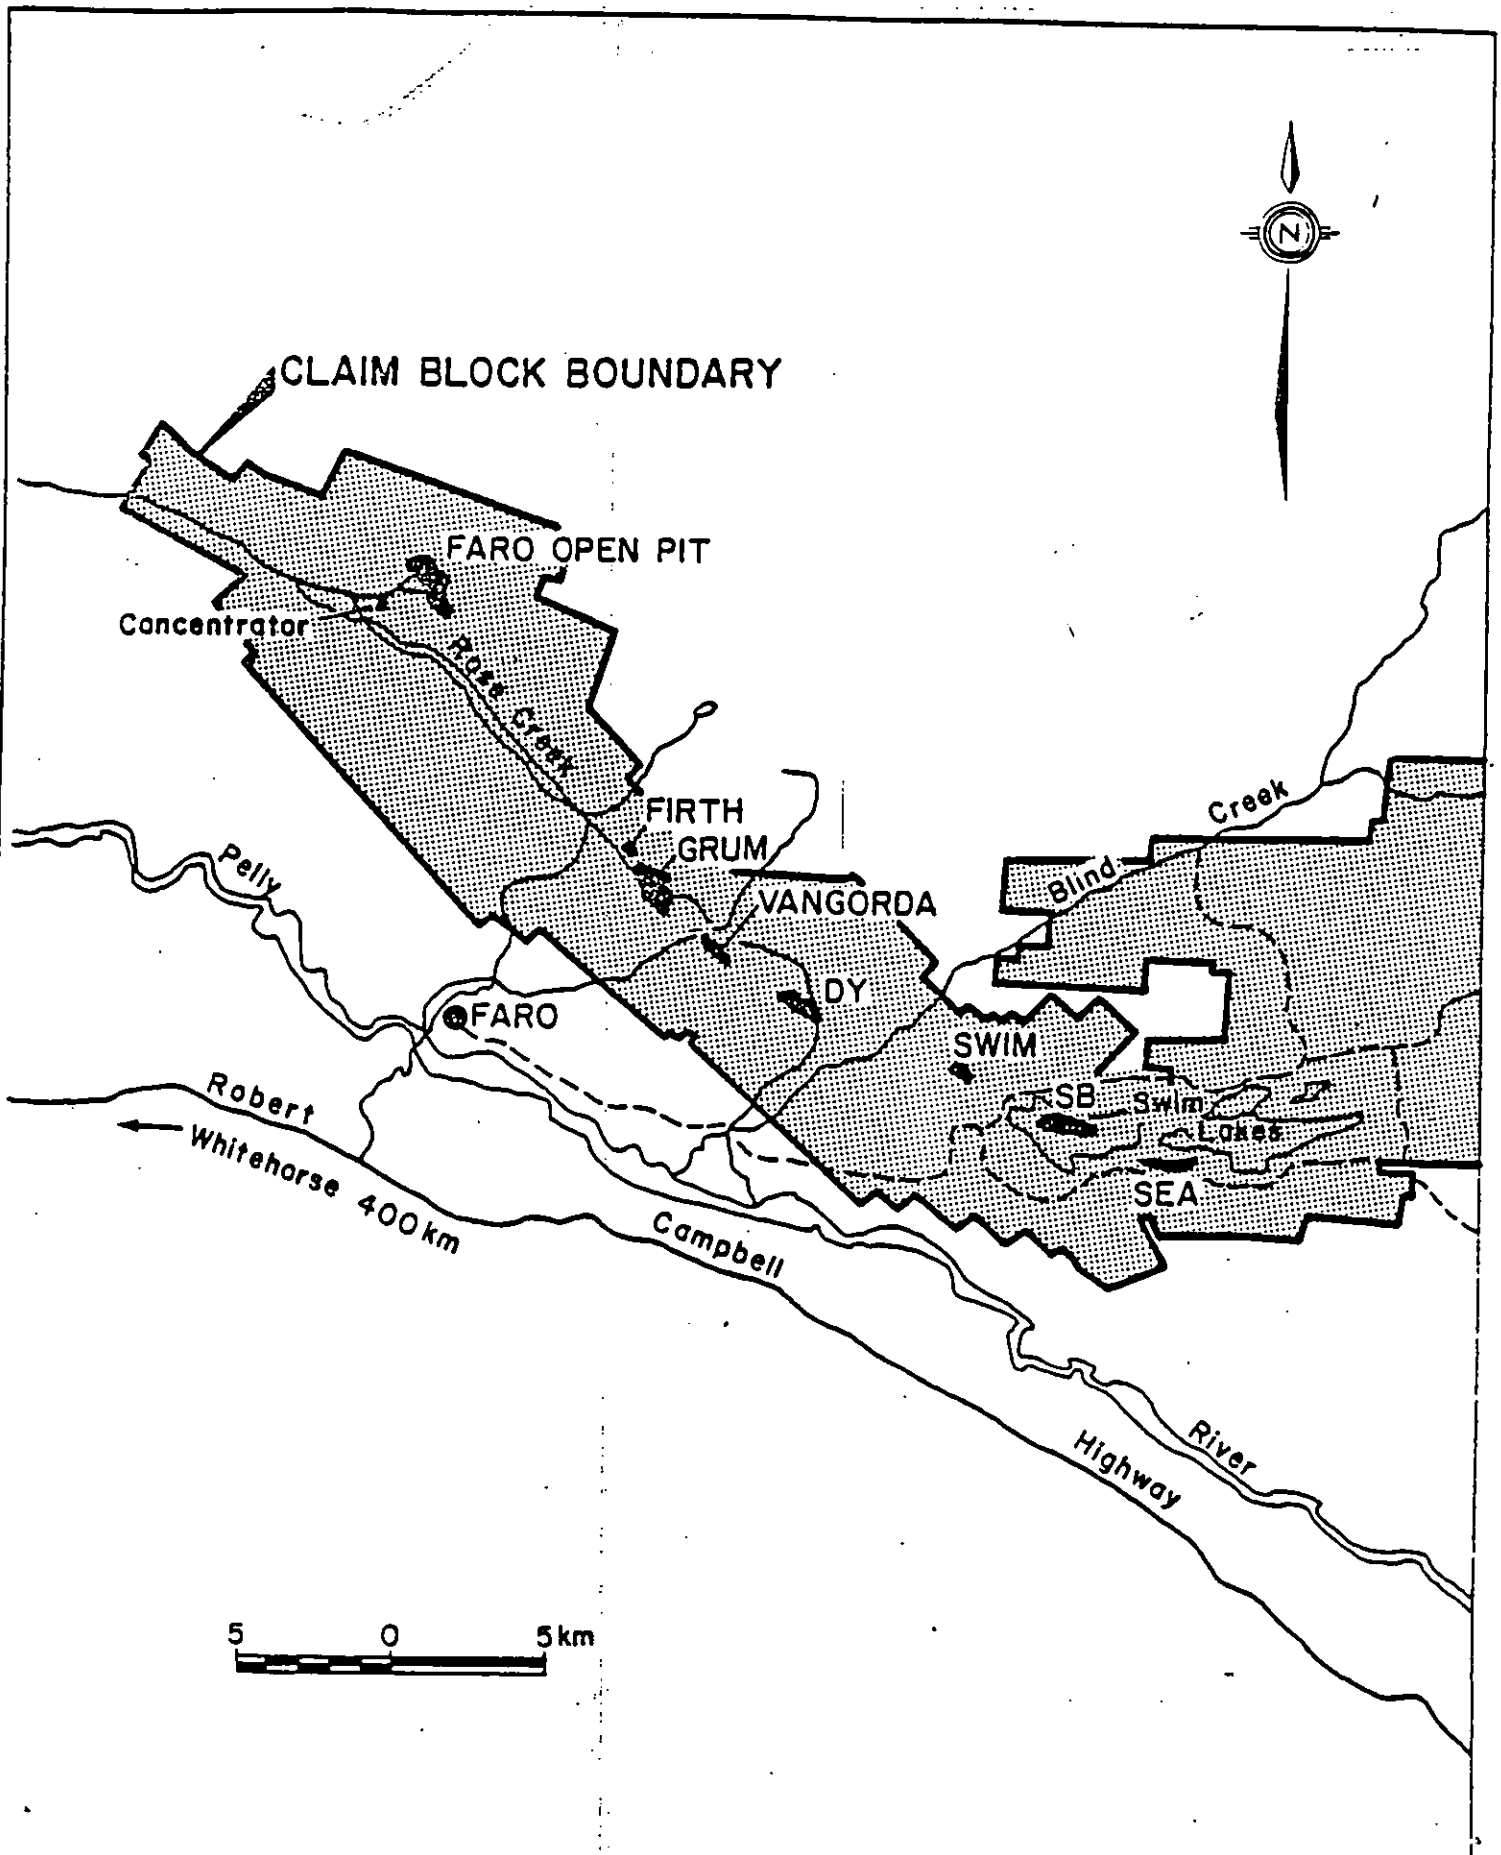 N
CLAIM BLOCK BOUNDARY
FARO OPEN PIT
Concentrator
Rose Creek
FIRTH
GRUM
VANGORDA
Blind Creek
Pelly
DY
FARO
SWIM
SB
Swim
Lakes
SEA
Robert
Whitehorse 400km
Campbell
River
Highway
5 0 5km